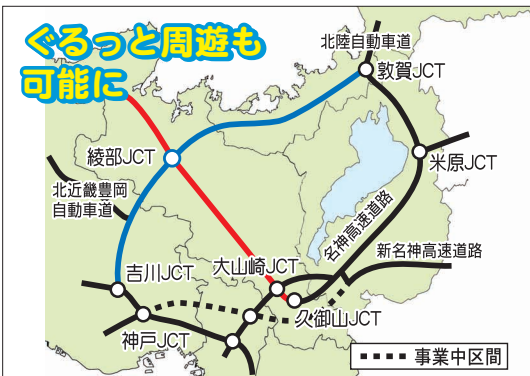 ぐるっと周遊も
可能に
北陸自動車道
敦賀JCT
綾部JCT
米原JCT
北近畿豊岡
自動車道
名神高速道路
新名神高速道路
吉川JCT
大山崎JCT
久御山JCT
神戸JCT
事業中区間